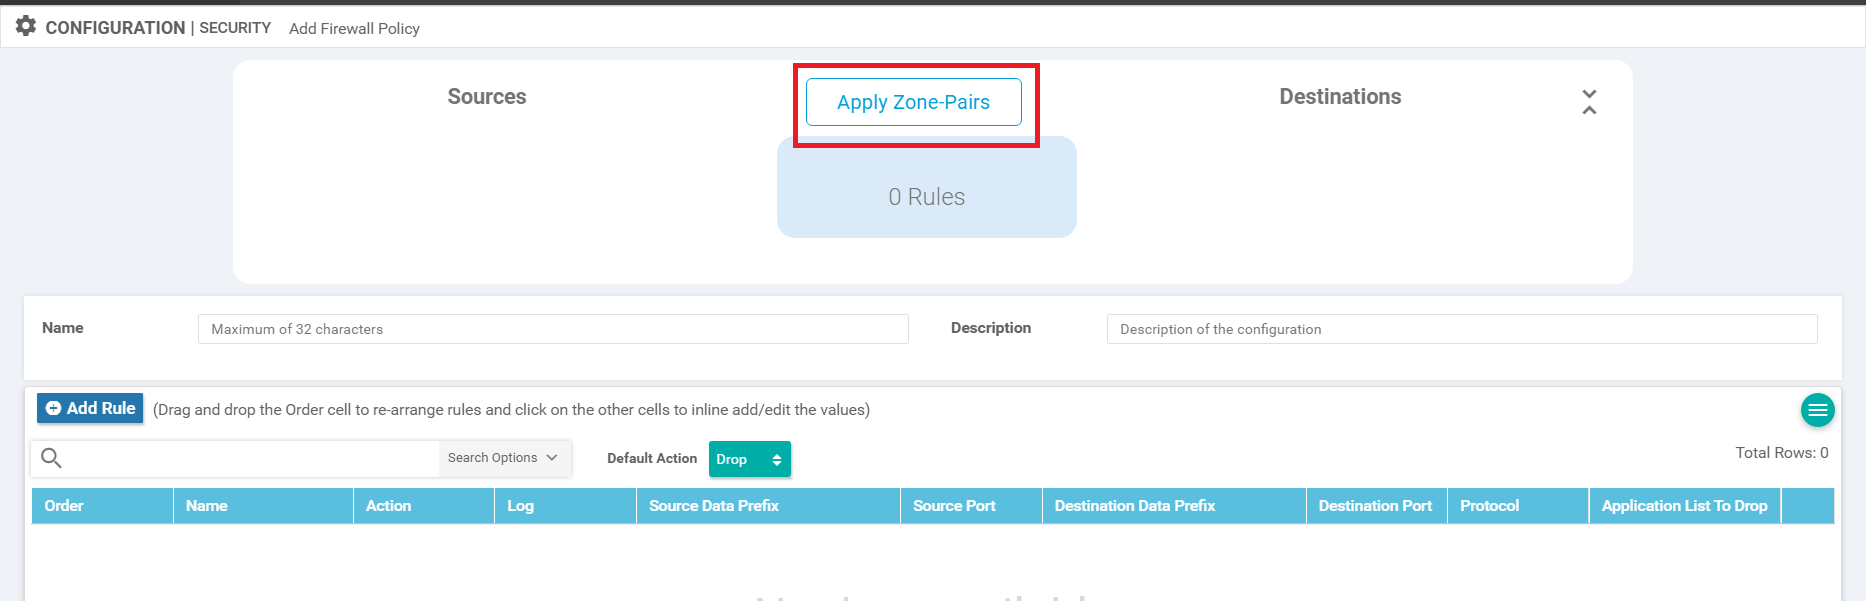 CONFIGURATION | SECURITY Add Firewall Policy
Sources Apply Zone-Pairs Destinations
0 Rules
Name Maximum of 32 characters Description Description of the configuration
Add Rule (Drag and drop the Order cell to re-arrange rules and click on the other cells to inline add/edit the values)
Search Options Default Action Drop Total Rows: 0
Order Name Action Log Source Data Prefix Source Port Destination Data Prefix Destination Port Protocol Application List To Drop